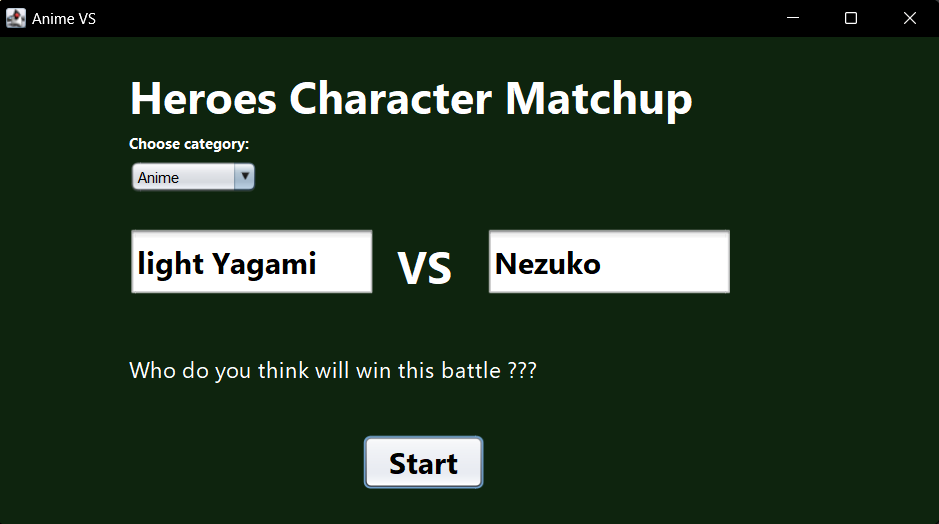 Anime VS
Heroes Character Matchup
Choose category:
Anime
light Yagami VS Nezuko
Who do you think will win this battle ???
Start